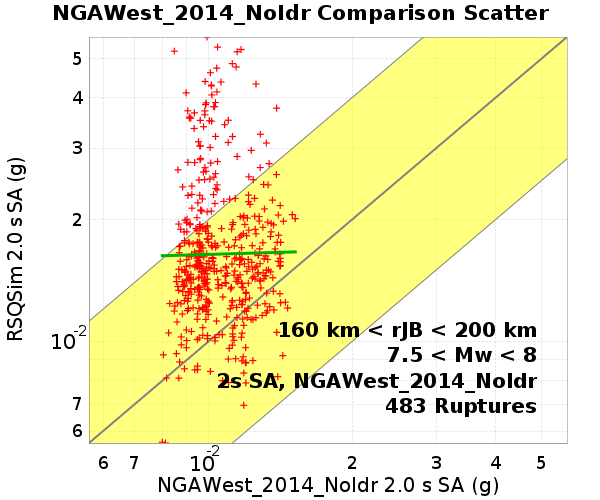 NGAWest_2014_NoIdr Comparison Scatter
RSQSim 2.0 s SA (g)
5
4
3
2
10-2
7
6
160 km < rJB < 200 km
7.5 < Mw < 8
2s SA, NGAWest_2014_NoIdr
483 Ruptures
6 7 10-2 2 3 4 5
NGAWest_2014_NoIdr 2.0 s SA (g)